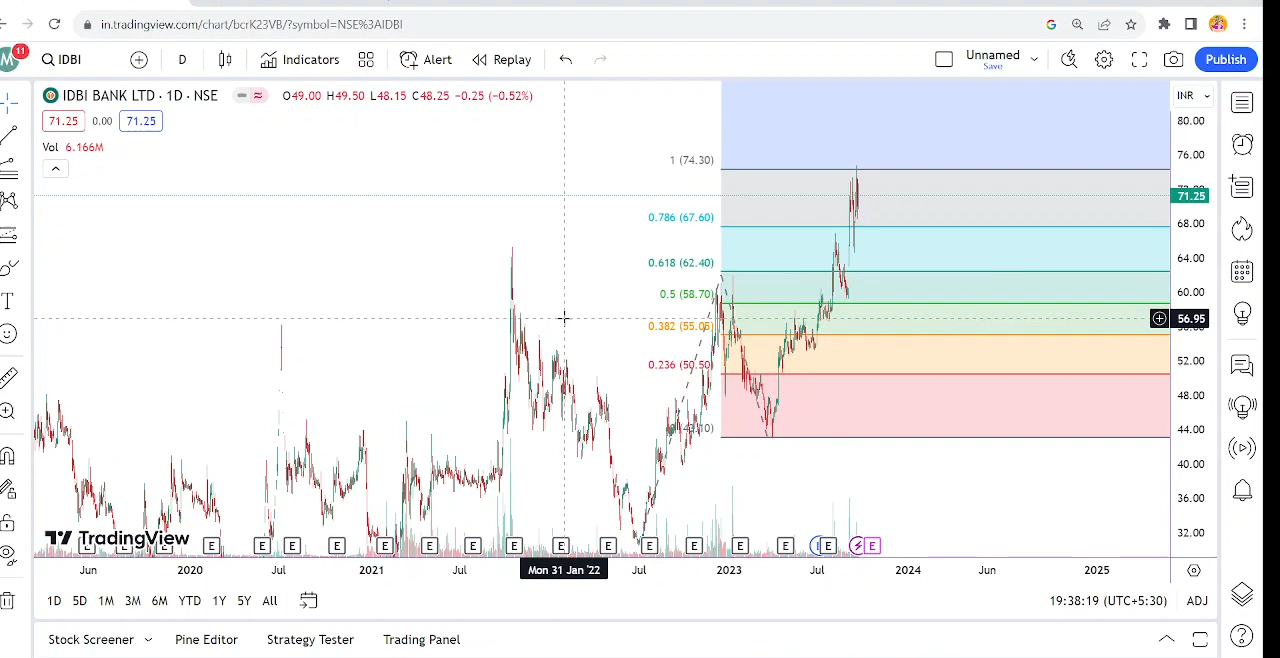 in.tradingview.com/chart/bcrK23VB/?symbol=NSE%3AIDBI
M 11
IDBI
D
Indicators
Alert
Replay
Unnamed
Save
Publish
IDBI BANK LTD · 1D · NSE
O49.00 H49.50 L48.15 C48.25 −0.25 (−0.52%)
INR
71.25 0.00 71.25
Vol 6.166M
80.00
76.00
1 (74.30)
71.25
0.786 (67.60)
68.00
0.618 (62.40)
64.00
0.5 (58.70)
60.00
56.95
0.382 (55.05)
0.236 (50.50)
52.00
48.00
44.00
40.00
36.00
32.00
TradingView
E E E E E E E E E E E E E E E E E E
Jun 2020 Jul 2021 Jul Mon 31 Jan '22 Jul 2023 Jul 2024 Jun 2025
1D 5D 1M 3M 6M YTD 1Y 5Y All
19:38:19 (UTC+5:30) ADJ
Stock Screener Pine Editor Strategy Tester Trading Panel